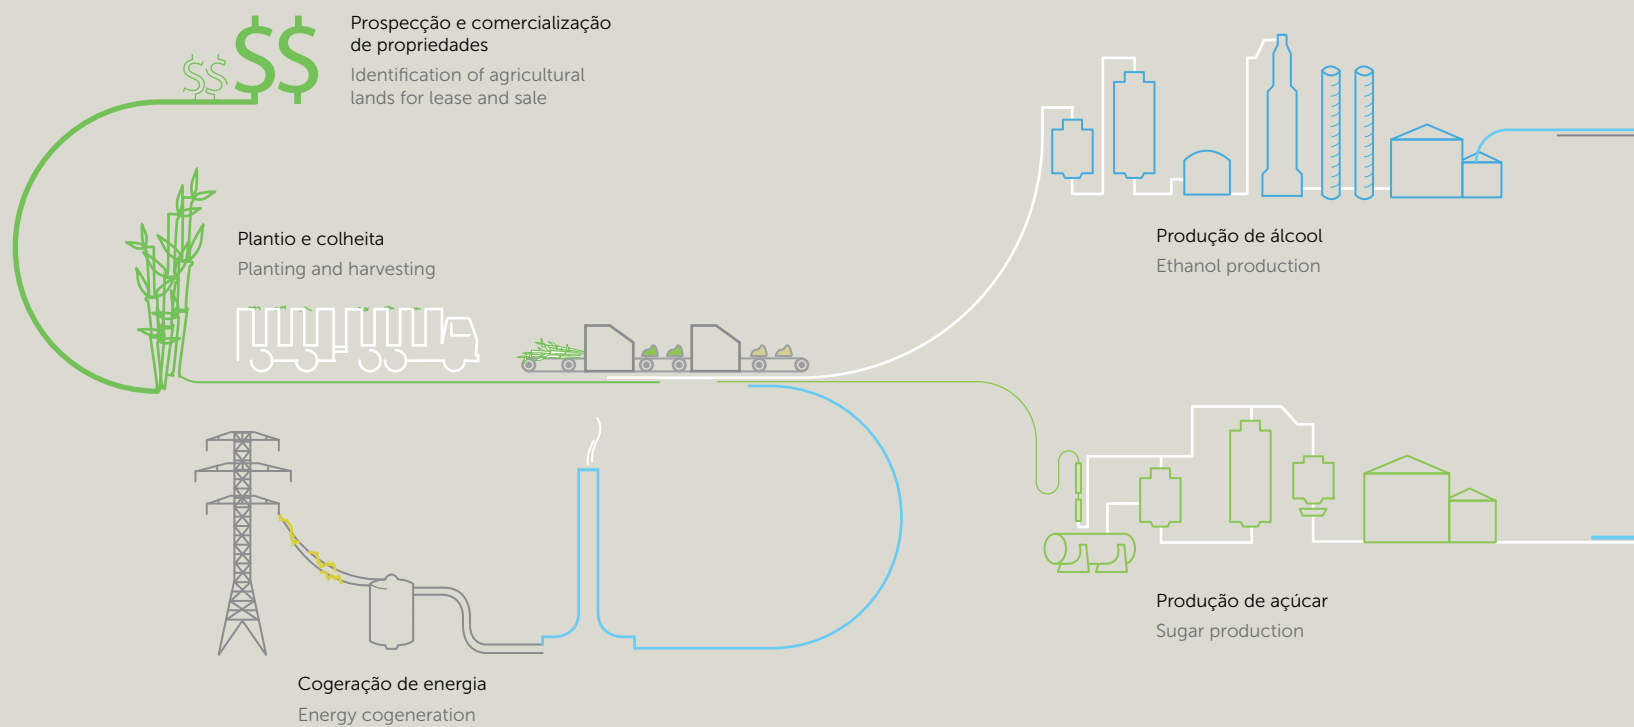 $$ $$
Prospecção e comercialização
de propriedades
Identification of agricultural
lands for lease and sale
Plantio e colheita
Planting and harvesting
Produção de álcool
Ethanol production
Produção de açúcar
Sugar production
Cogeração de energia
Energy cogeneration